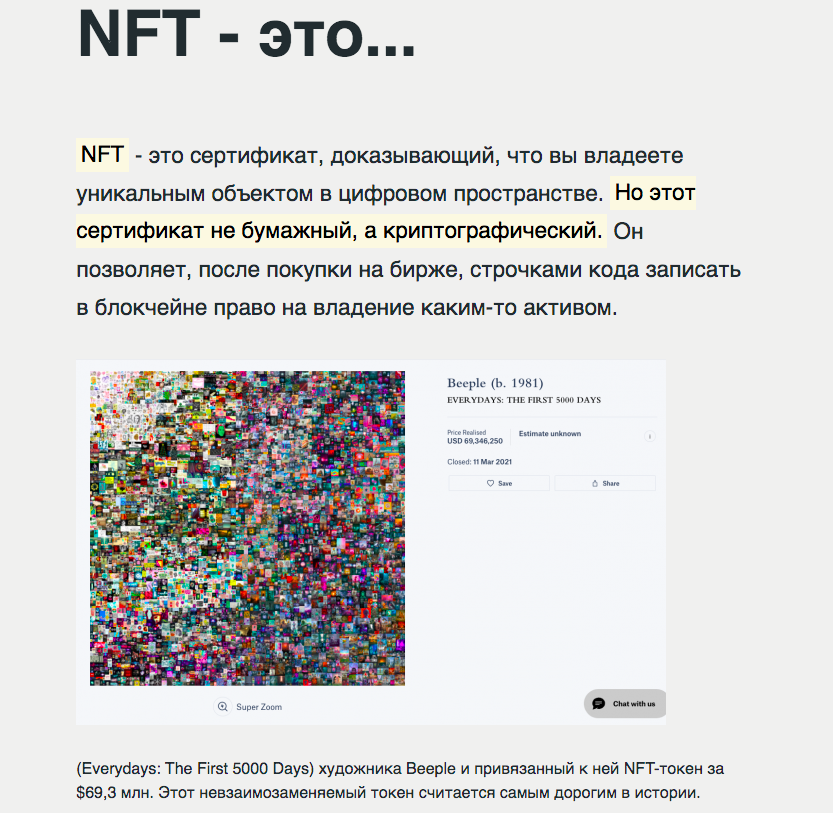 NFT - это...
NFT - это сертификат, доказывающий, что вы владеете
уникальным объектом в цифровом пространстве. Но этот
сертификат не бумажный, а криптографический. Он
позволяет, после покупки на бирже, строчками кода записать
в блокчейне право на владение каким-то активом.
Beeple (b. 1981)
EVERYDAYS: THE FIRST 5000 DAYS
Price Realised
USD 69,346,250
Estimate unknown
Closed: 11 Mar 2021
Save
Share
Super Zoom
Chat with us
(Everydays: The First 5000 Days) художника Beeple и привязанный к ней NFT-токен за
$69,3 млн. Этот невзаимозаменяемый токен считается самым дорогим в истории.